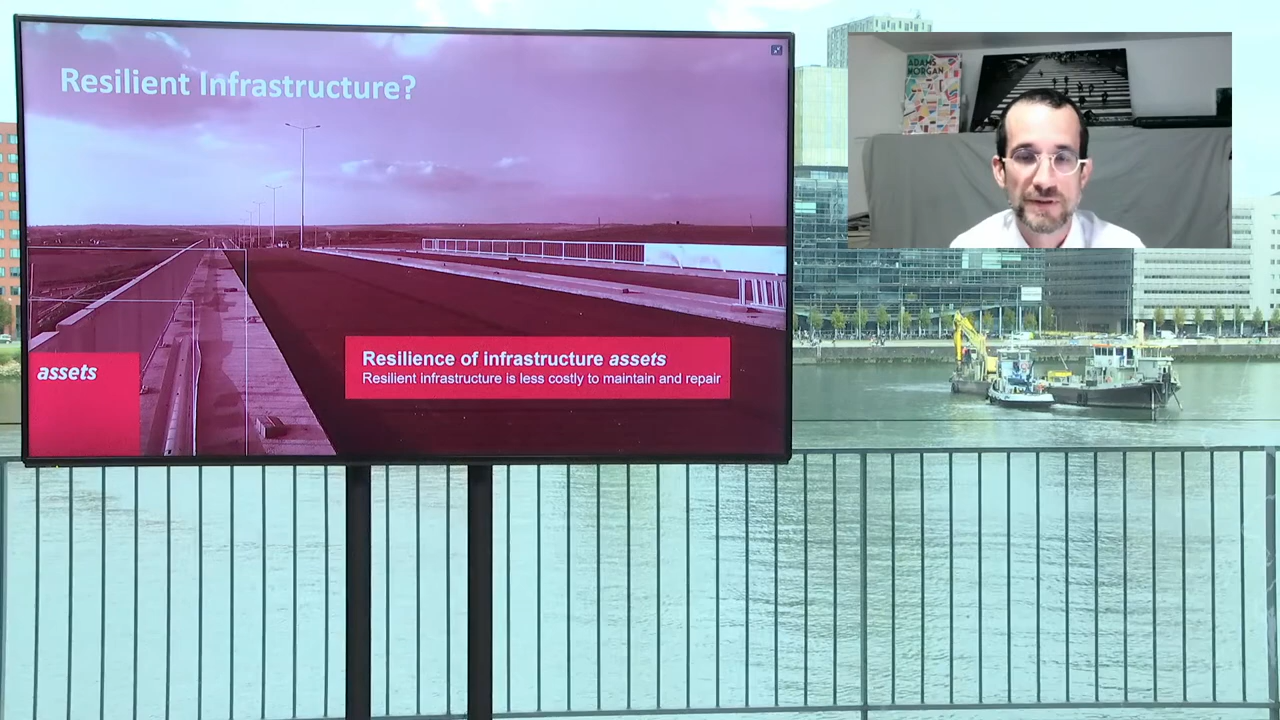 Resilient Infrastructure?
assets
Resilience of infrastructure assets
Resilient infrastructure is less costly to maintain and repair
ADAMS
MORGAN